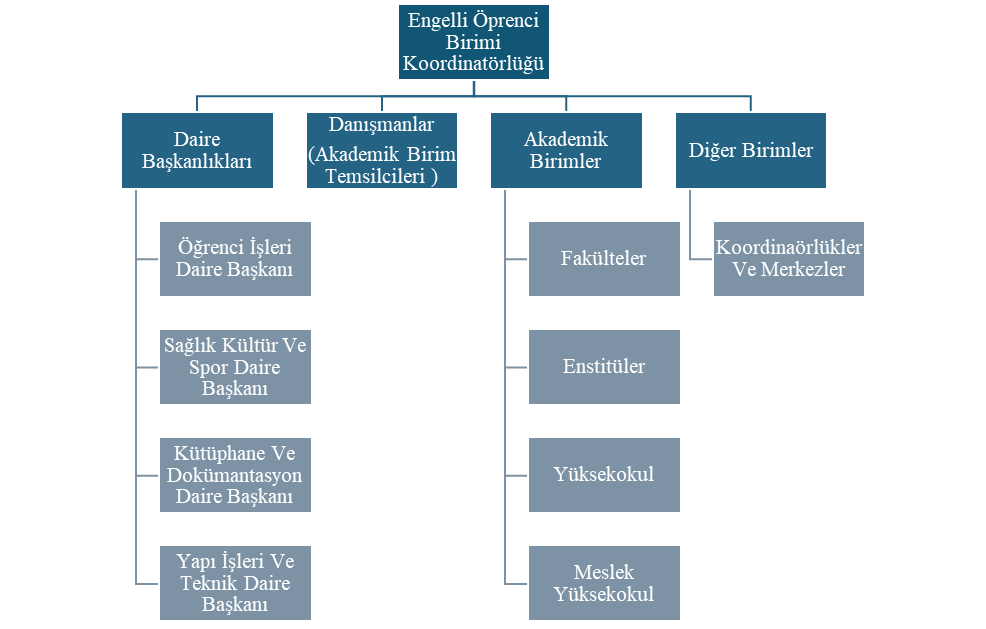 Engelli Öprenci
Birimi
Koordinatörlüğü
Daire
Başkanlıkları
Danışmanlar
(Akademik Birim
Temsilcileri )
Akademik
Birimler
Diğer Birimler
Öğrenci İşleri
Daire Başkanı
Sağlık Kültür Ve
Spor Daire
Başkanı
Kütüphane Ve
Dokümantasyon
Daire Başkanı
Yapı İşleri Ve
Teknik Daire
Başkanı
Fakülteler
Enstitüler
Yüksekokul
Meslek
Yüksekokul
Koordinaörlükler
Ve Merkezler